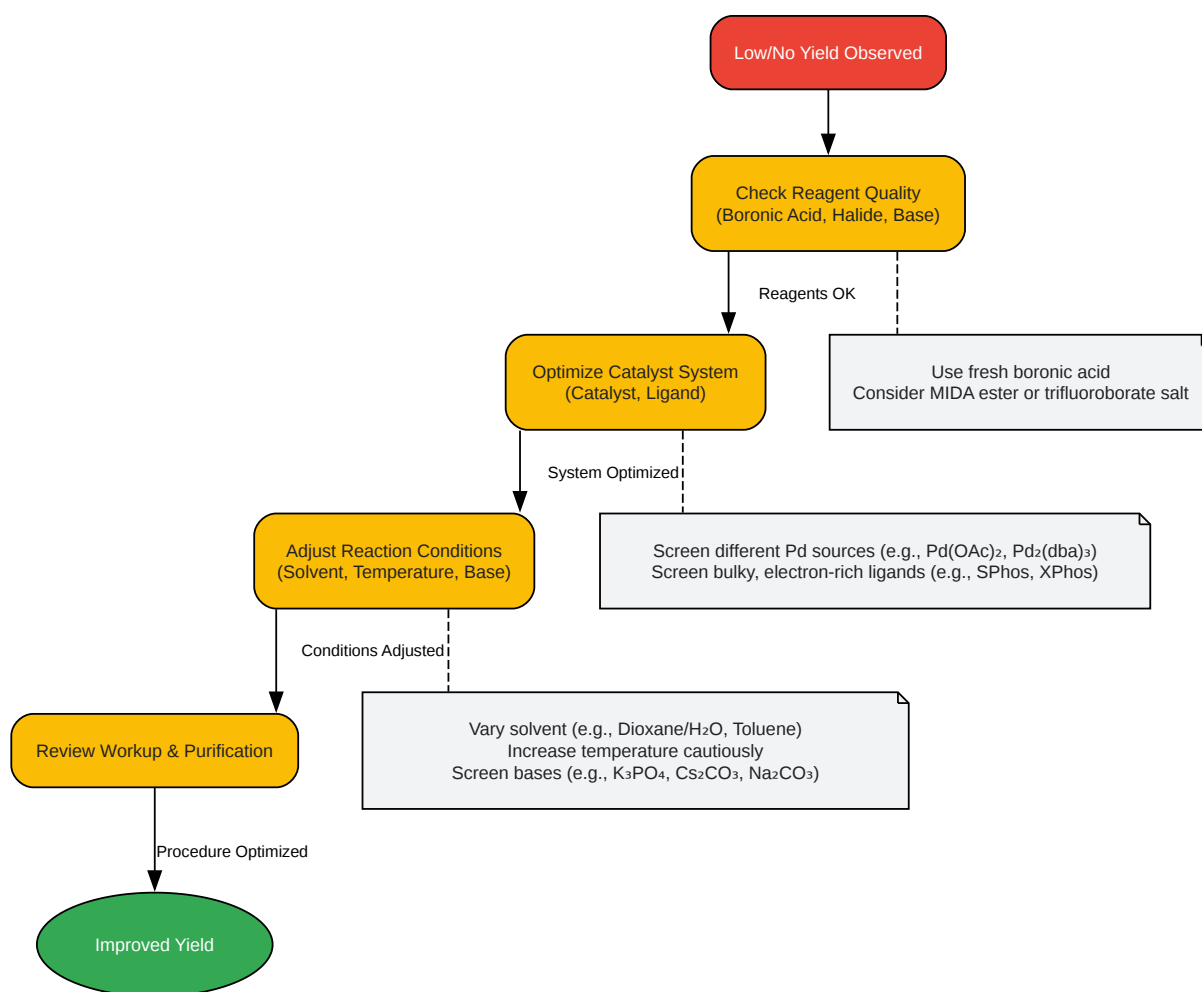 Low/No Yield Observed
Check Reagent Quality
(Boronic Acid, Halide, Base)
Reagents OK
Optimize Catalyst System
(Catalyst, Ligand)
Use fresh boronic acid
Consider MIDA ester or trifluoroborate salt
System Optimized
Adjust Reaction Conditions
(Solvent, Temperature, Base)
Screen different Pd sources (e.g., Pd(OAc)₂, Pd₂(dba)₃)
Screen bulky, electron-rich ligands (e.g., SPhos, XPhos)
Conditions Adjusted
Review Workup & Purification
Vary solvent (e.g., Dioxane/H₂O, Toluene)
Increase temperature cautiously
Screen bases (e.g., K₃PO₄, Cs₂CO₃, Na₂CO₃)
Procedure Optimized
Improved Yield